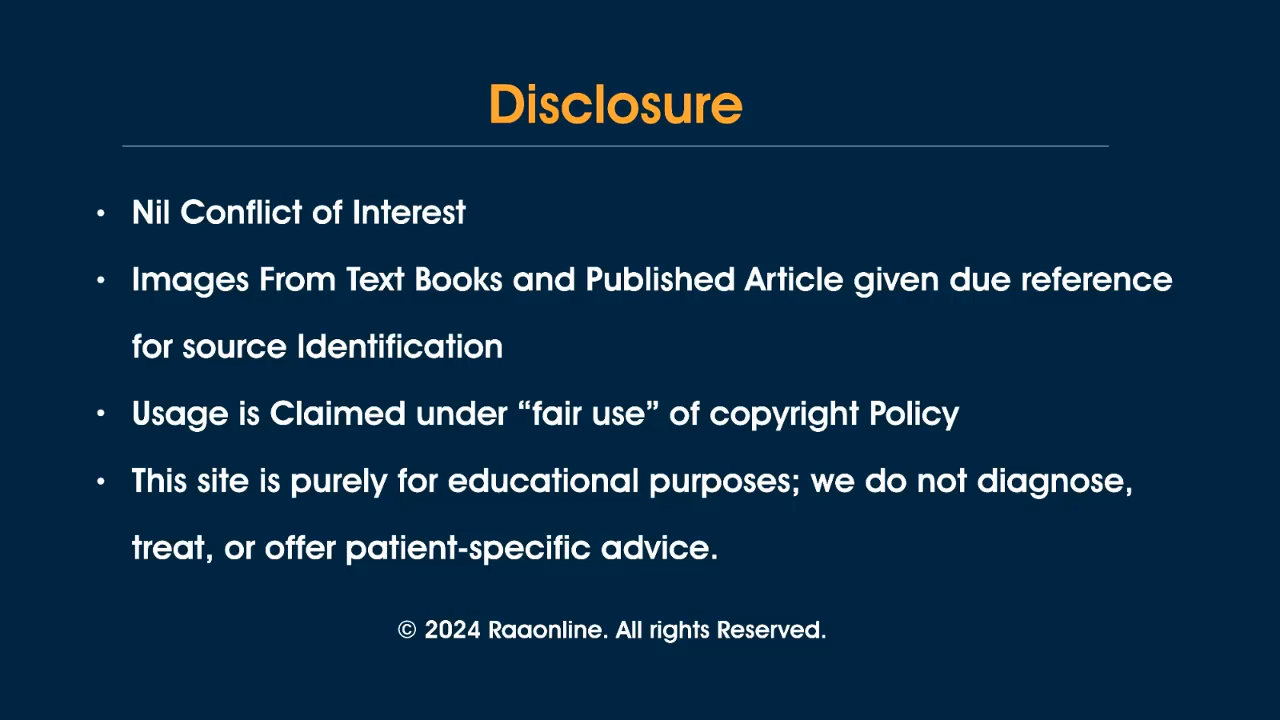 Disclosure
• Nil Conflict of Interest
• Images From Text Books and Published Article given due reference
for source Identification
• Usage is Claimed under “fair use” of copyright Policy
• This site is purely for educational purposes; we do not diagnose,
treat, or offer patient-specific advice.
© 2024 Raaonline. All rights Reserved.